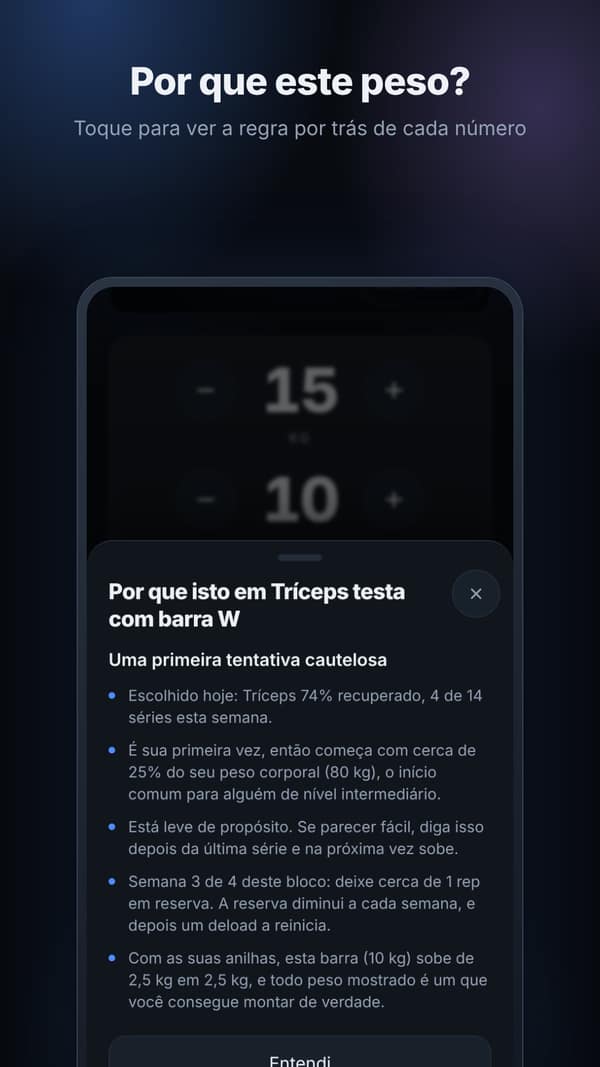 Por que este peso?
Toque para ver a regra por trás de cada número
− 15 +
KG
− 10 +
Por que isto em Tríceps testa
com barra W
Uma primeira tentativa cautelosa
Escolhido hoje: Tríceps 74% recuperado, 4 de 14
séries esta semana.
É sua primeira vez, então começa com cerca de
25% do seu peso corporal (80 kg), o início
comum para alguém de nível intermediário.
Está leve de propósito. Se parecer fácil, diga isso
depois da última série e na próxima vez sobe.
Semana 3 de 4 deste bloco: deixe cerca de 1 rep
em reserva. A reserva diminui a cada semana, e
depois um deload a reinicia.
Com as suas anilhas, esta barra (10 kg) sobe de
2,5 kg em 2,5 kg, e todo peso mostrado é um que
você consegue montar de verdade.
Entendi